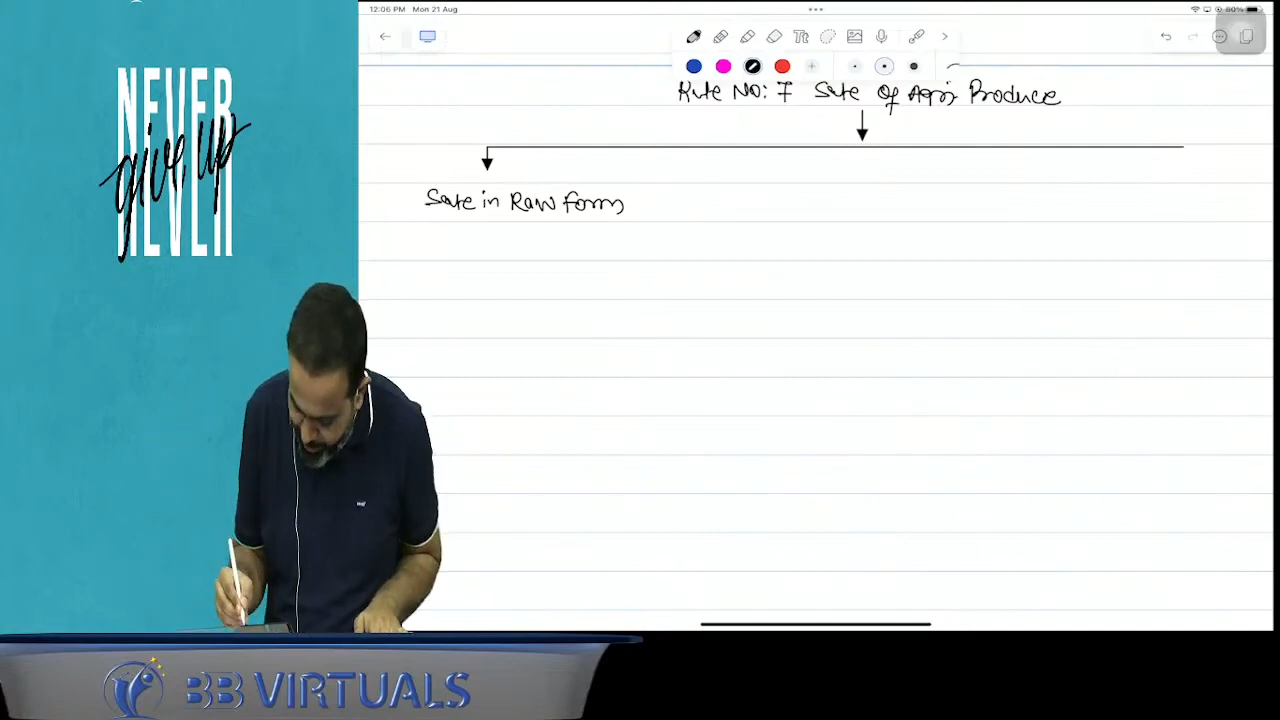 12:06 PM Mon 21 Aug
80%
NEVER
give up
NEVER
Rule No: 7 Sale of Agri Produce
Sale in Raw form
BB VIRTUALS